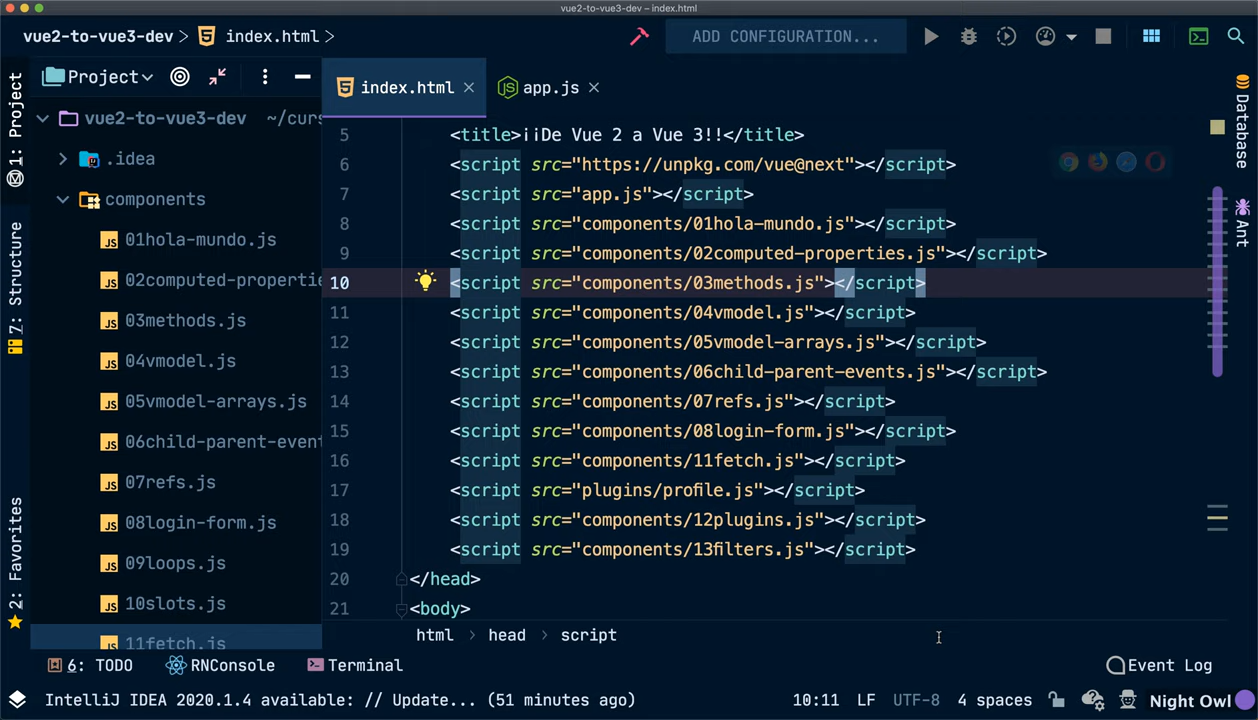 vue2-to-vue3-dev – index.html
vue2-to-vue3-dev > index.html >
ADD CONFIGURATION...
1: Project
7: Structure
2: Favorites
Project
vue2-to-vue3-dev ~/curs
.idea
components
01hola-mundo.js
02computed-propertie
03methods.js
04vmodel.js
05vmodel-arrays.js
06child-parent-event
07refs.js
08login-form.js
09loops.js
10slots.js
11fetch.js
index.html
app.js
5 <title>¡¡De Vue 2 a Vue 3!!</title>
6 <script src="https://unpkg.com/vue@next"></script>
7 <script src="app.js"></script>
8 <script src="components/01hola-mundo.js"></script>
9 <script src="components/02computed-properties.js"></script>
10 <script src="components/03methods.js"></script>
11 <script src="components/04vmodel.js"></script>
12 <script src="components/05vmodel-arrays.js"></script>
13 <script src="components/06child-parent-events.js"></script>
14 <script src="components/07refs.js"></script>
15 <script src="components/08login-form.js"></script>
16 <script src="components/11fetch.js"></script>
17 <script src="plugins/profile.js"></script>
18 <script src="components/12plugins.js"></script>
19 <script src="components/13filters.js"></script>
20 </head>
21 <body>
html > head > script
Database
Ant
6: TODO
RNConsole
Terminal
Event Log
IntelliJ IDEA 2020.1.4 available: // Update... (51 minutes ago)
10:11 LF UTF-8 4 spaces
Night Owl